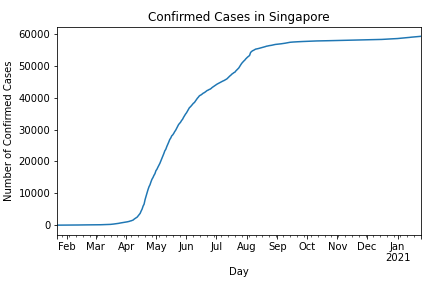 Confirmed Cases in Singapore
60000
50000
40000
30000
20000
10000
0
Number of Confirmed Cases
Feb Mar Apr May Jun Jul Aug Sep Oct Nov Dec Jan
2021
Day